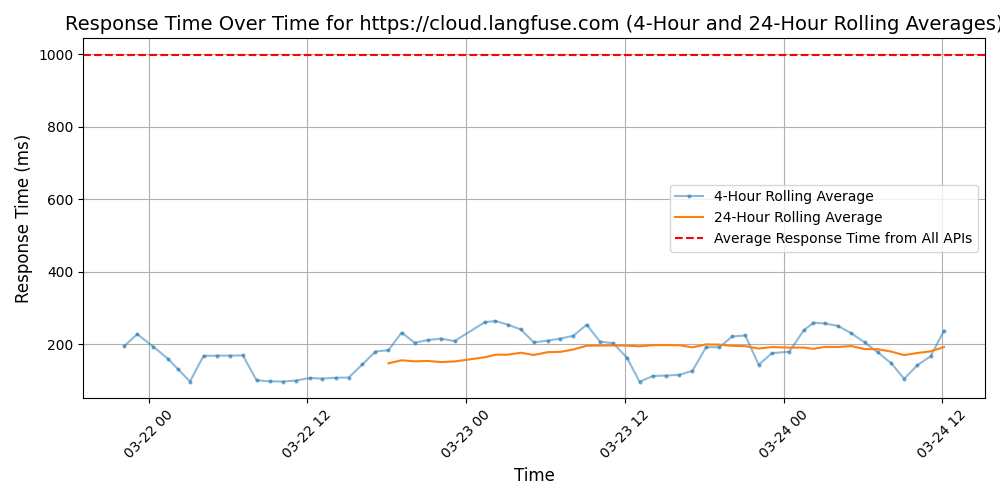 Response Time Over Time for https://cloud.langfuse.com (4-Hour and 24-Hour Rolling Averages)
Response Time (ms)
1000
800
600
400
200
4-Hour Rolling Average
24-Hour Rolling Average
Average Response Time from All APIs
03-22 00
03-22 12
03-23 00
03-23 12
03-24 00
03-24 12
Time